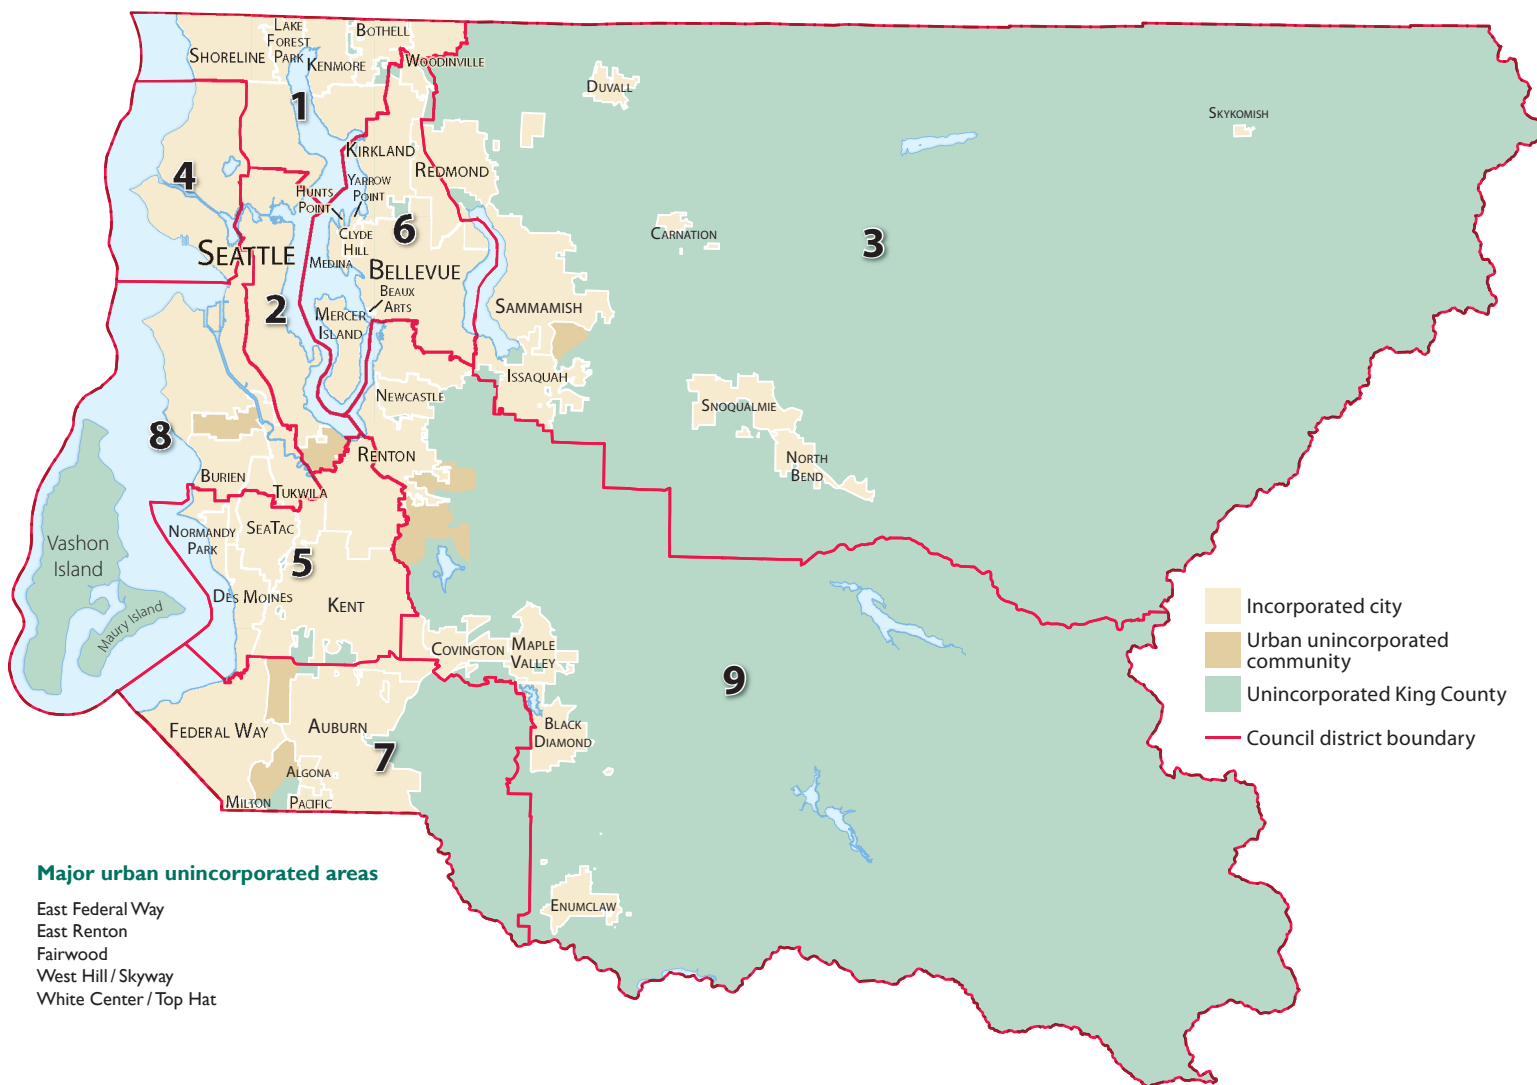 LAKE
FOREST
PARK
BOTHELL
SHORELINE
KENMORE
WOODINVILLE
DUVALL
SKYKOMISH
1
KIRKLAND
REDMOND
4
YARROW
POINT
HUNTS
POINT
6
CLYDE
HILL
CARNATION
3
SEATTLE
MEDINA
BELLEVUE
BEAUX
ARTS
2
MERCER
ISLAND
SAMMAMISH
ISSAQUAH
NEWCASTLE
SNOQUALMIE
8
RENTON
NORTH
BEND
BURIEN
TUKWILA
NORMANDY
PARK
SEATAC
Vashon
Island
5
DES MOINES
KENT
Maury Island
COVINGTON
MAPLE
VALLEY
9
FEDERAL WAY
AUBURN
BLACK
DIAMOND
7
ALGONA
MILTON
PACIFIC
ENUMCLAW
Incorporated city
Urban unincorporated
community
Unincorporated King County
Council district boundary
Major urban unincorporated areas
East Federal Way
East Renton
Fairwood
West Hill / Skyway
White Center / Top Hat